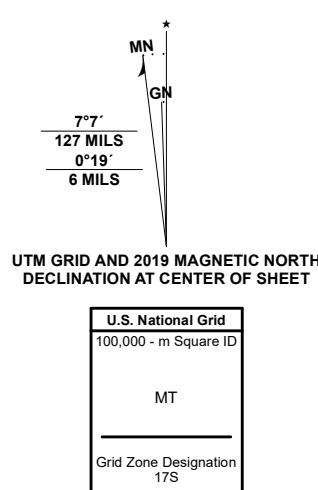 MN
GN
7°7´
127 MILS
0°19´
6 MILS
UTM GRID AND 2019 MAGNETIC NORTH
DECLINATION AT CENTER OF SHEET
U.S. National Grid
100,000 - m Square ID
MT
Grid Zone Designation
17S